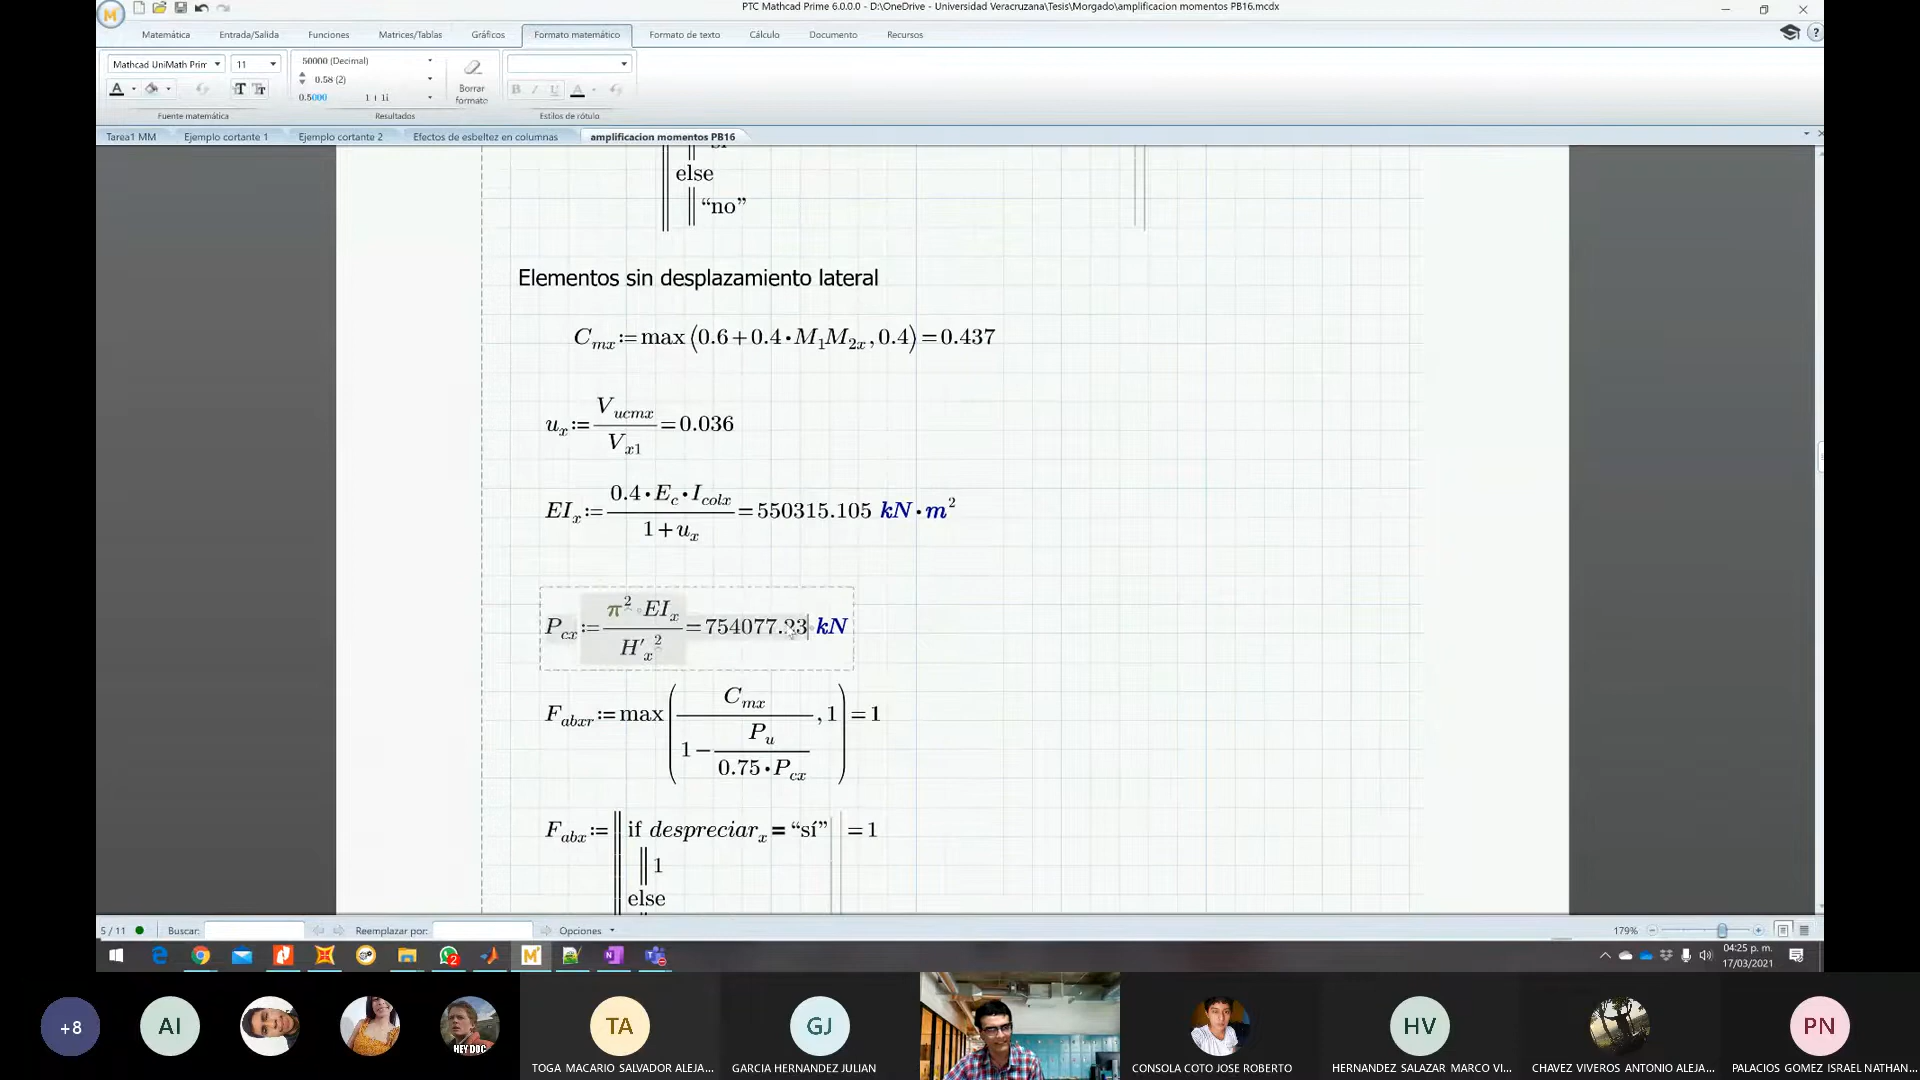 PTC Mathcad Prime 6.0.0.0 - D:\OneDrive - Universidad Veracruzana\Tesis\Morgado\amplificacion momentos PB16.mcdx
Matemática Entrada/Salida Funciones Matrices/Tablas Gráficos Formato matemático Formato de texto Cálculo Documento Recursos
Mathcad UniMath Prir 11
50000 (Decimal)
0.58 (2)
0.5000 1 + 1i
Borrar formato
Fuente matemática Resultados Estilos de rótulo
Tarea1 MM Ejemplo cortante 1 Ejemplo cortante 2 Efectos de esbeltez en columnas amplificacion momentos PB16
else
“no”
Elementos sin desplazamiento lateral
C_mx := max (0.6 + 0.4 • M_1M_2x , 0.4) = 0.437
u_x := V_ucmx / V_x1 = 0.036
EI_x := 0.4 • E_c • I_colx / 1 + u_x = 550315.105 kN • m^2
P_cx := π^2 • EI_x / H'_x^2 = 754077.23 kN
F_abxr := max ( C_mx / 1 − P_u / 0.75 • P_cx , 1 ) = 1
F_abx := if despreciar_x = “sí” = 1
1
else
5 / 11 Buscar: Reemplazar por: Opciones 179%
2
04:25 p. m.
17/03/2021
+8 AI HEY DOC TA GJ HV PN
TOGA MACARIO SALVADOR ALEJA... GARCIA HERNANDEZ JULIAN CONSOLA COTO JOSE ROBERTO HERNANDEZ SALAZAR MARCO VI... CHAVEZ VIVEROS ANTONIO ALEJA... PALACIOS GOMEZ ISRAEL NATHAN...